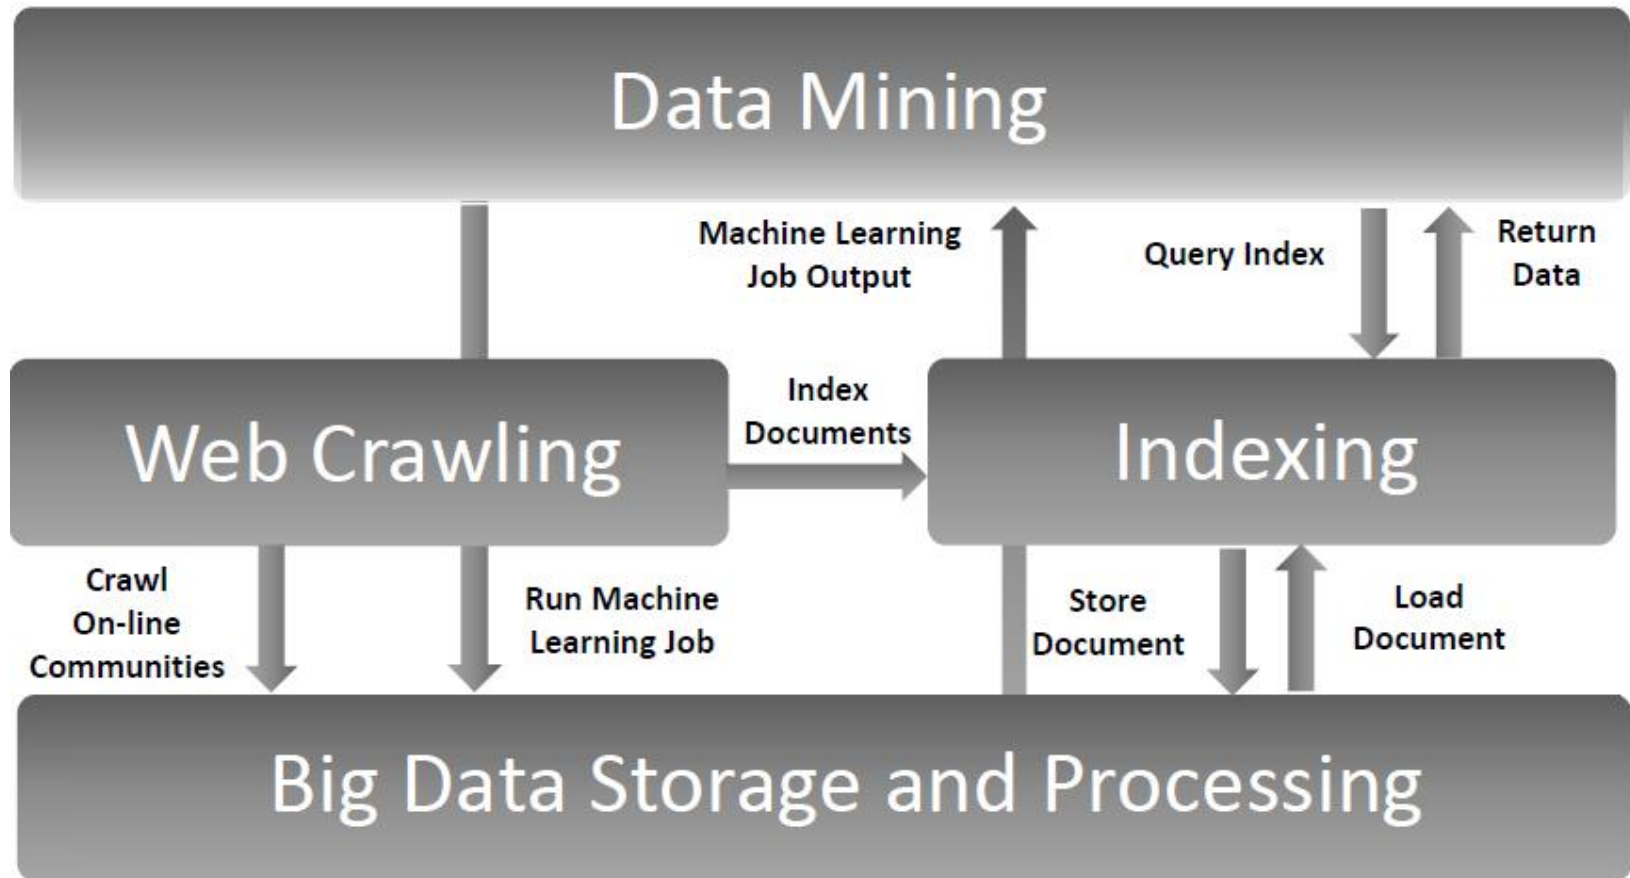 Data Mining
Machine Learning
Job Output
Query Index
Return
Data
Web Crawling
Index
Documents
Indexing
Crawl
On-line
Communities
Run Machine
Learning Job
Store
Document
Load
Document
Big Data Storage and Processing